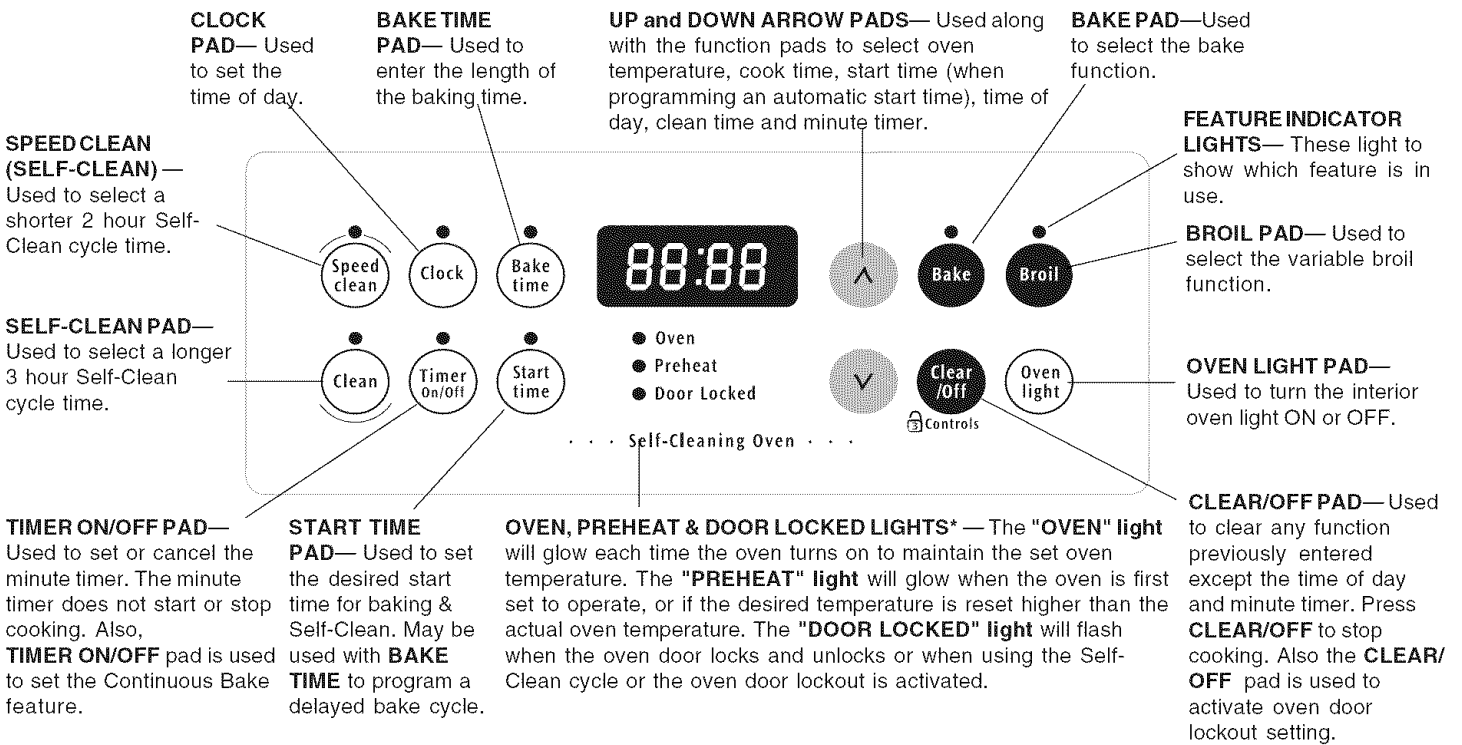 CLOCK
PAD— Used
to set the
time of day.
BAKE TIME
PAD— Used to
enter the length of
the baking time.
UP and DOWN ARROW PADS— Used along
with the function pads to select oven
temperature, cook time, start time (when
programming an automatic start time), time of
day, clean time and minute timer.
BAKE PAD—Used
to select the bake
function.
FEATURE INDICATOR
LIGHTS— These light to
show which feature is in
use.
BROIL PAD— Used to
select the variable broil
function.
SPEED CLEAN
(SELF-CLEAN) —
Used to select a
shorter 2 hour Self-
Clean cycle time.
SELF-CLEAN PAD—
Used to select a longer
3 hour Self-Clean
cycle time.
Speed
clean
Clock
Bake
time
88:88
^
Bake
Broil
Clean
Timer
On/Off
Start
time
Oven
Preheat
Door Locked
v
Clear
/Off
Oven
light
3 Controls
· · · Self-Cleaning Oven · · ·
OVEN LIGHT PAD—
Used to turn the interior
oven light ON or OFF.
TIMER ON/OFF PAD—
Used to set or cancel the
minute timer. The minute
timer does not start or stop
cooking. Also,
TIMER ON/OFF pad is used
to set the Continuous Bake
feature.
START TIME
PAD— Used to set
the desired start
time for baking &
Self-Clean. May be
used with BAKE
TIME to program a
delayed bake cycle.
OVEN, PREHEAT & DOOR LOCKED LIGHTS* — The "OVEN" light
will glow each time the oven turns on to maintain the set oven
temperature. The "PREHEAT" light will glow when the oven is first
set to operate, or if the desired temperature is reset higher than the
actual oven temperature. The "DOOR LOCKED" light will flash
when the oven door locks and unlocks or when using the Self-
Clean cycle or the oven door lockout is activated.
CLEAR/OFF PAD— Used
to clear any function
previously entered
except the time of day
and minute timer. Press
CLEAR/OFF to stop
cooking. Also the CLEAR/
OFF pad is used to
activate oven door
lockout setting.